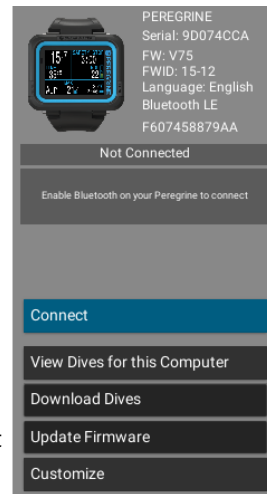 PEREGRINE
Serial: 9D074CCA
FW: V75
FWID: 15-12
Language: English
Bluetooth LE
F607458879AA
Not Connected
Enable Bluetooth on your Peregrine to connect
Connect
View Dives for this Computer
Download Dives
Update Firmware
Customize